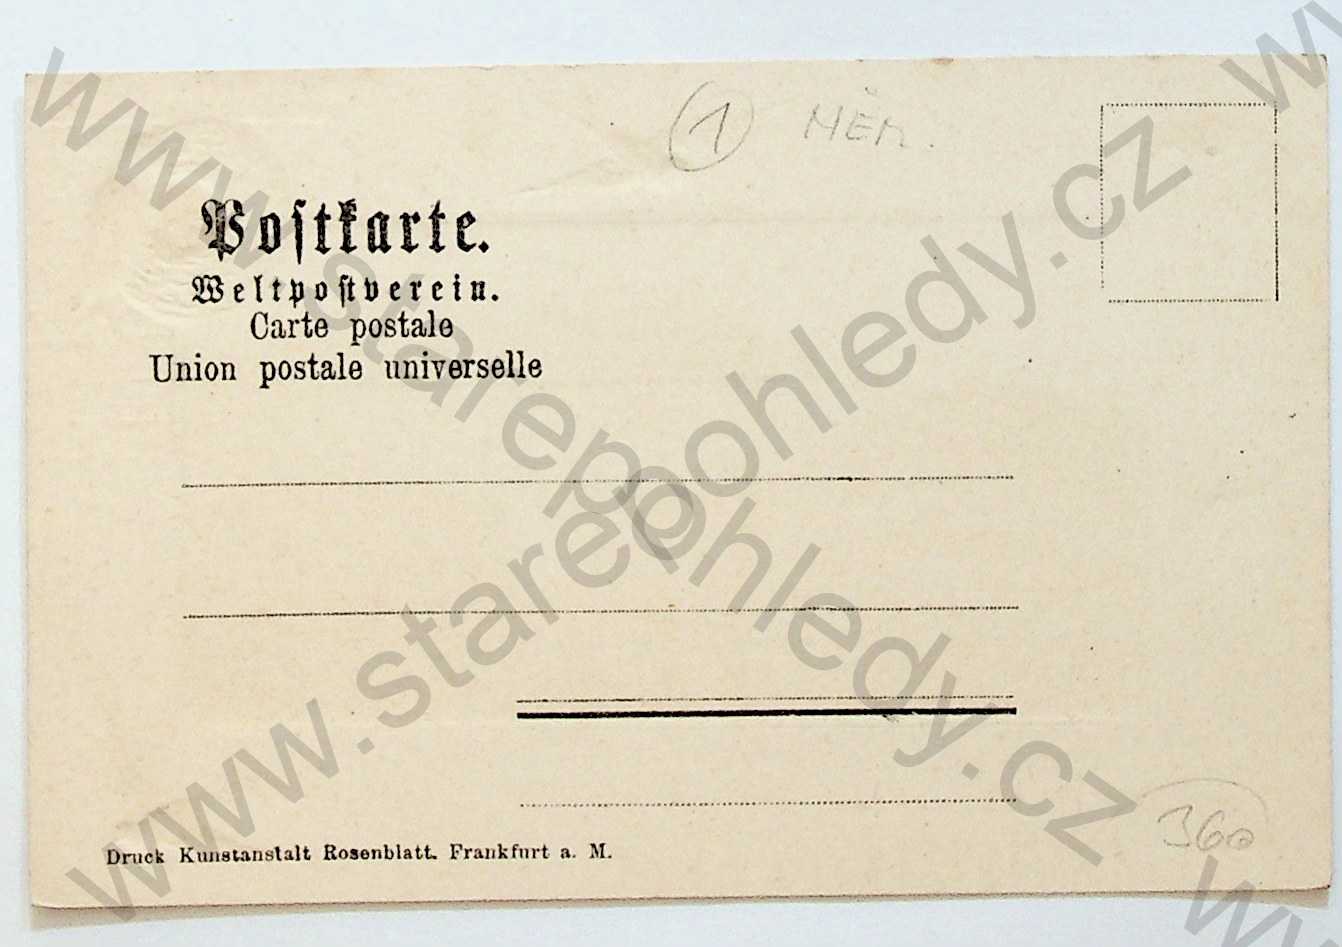 1 NĚM.
Postkarte.
Weltpostverein.
Carte postale
Union postale universelle
Druck Kunstanstalt Rosenblatt. Frankfurt a. M.
360
www.starepohledy.cz
www.starepohledy.cz